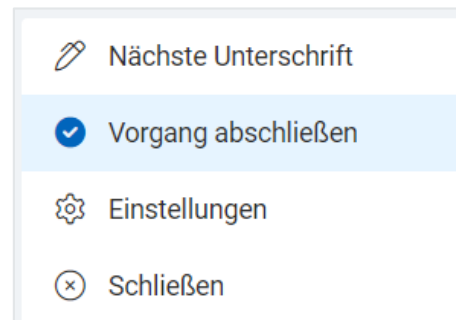 Nächste Unterschrift
Vorgang abschließen
Einstellungen
Schließen